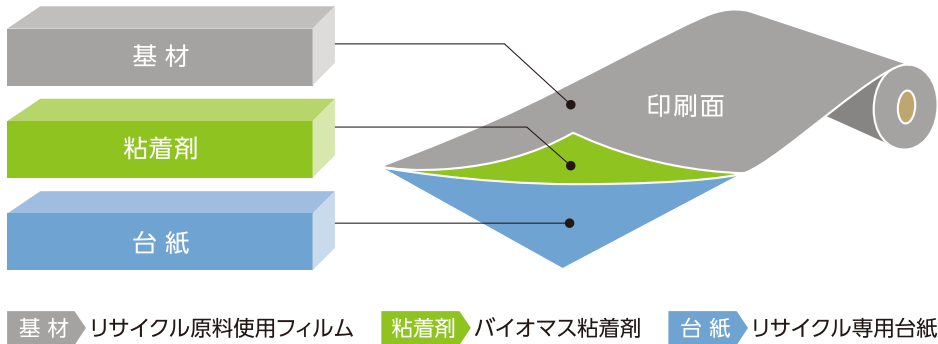 基材
粘着剤
台紙
印刷面
基材 リサイクル原料使用フィルム
粘着剤 バイオマス粘着剤
台紙 リサイクル専用台紙